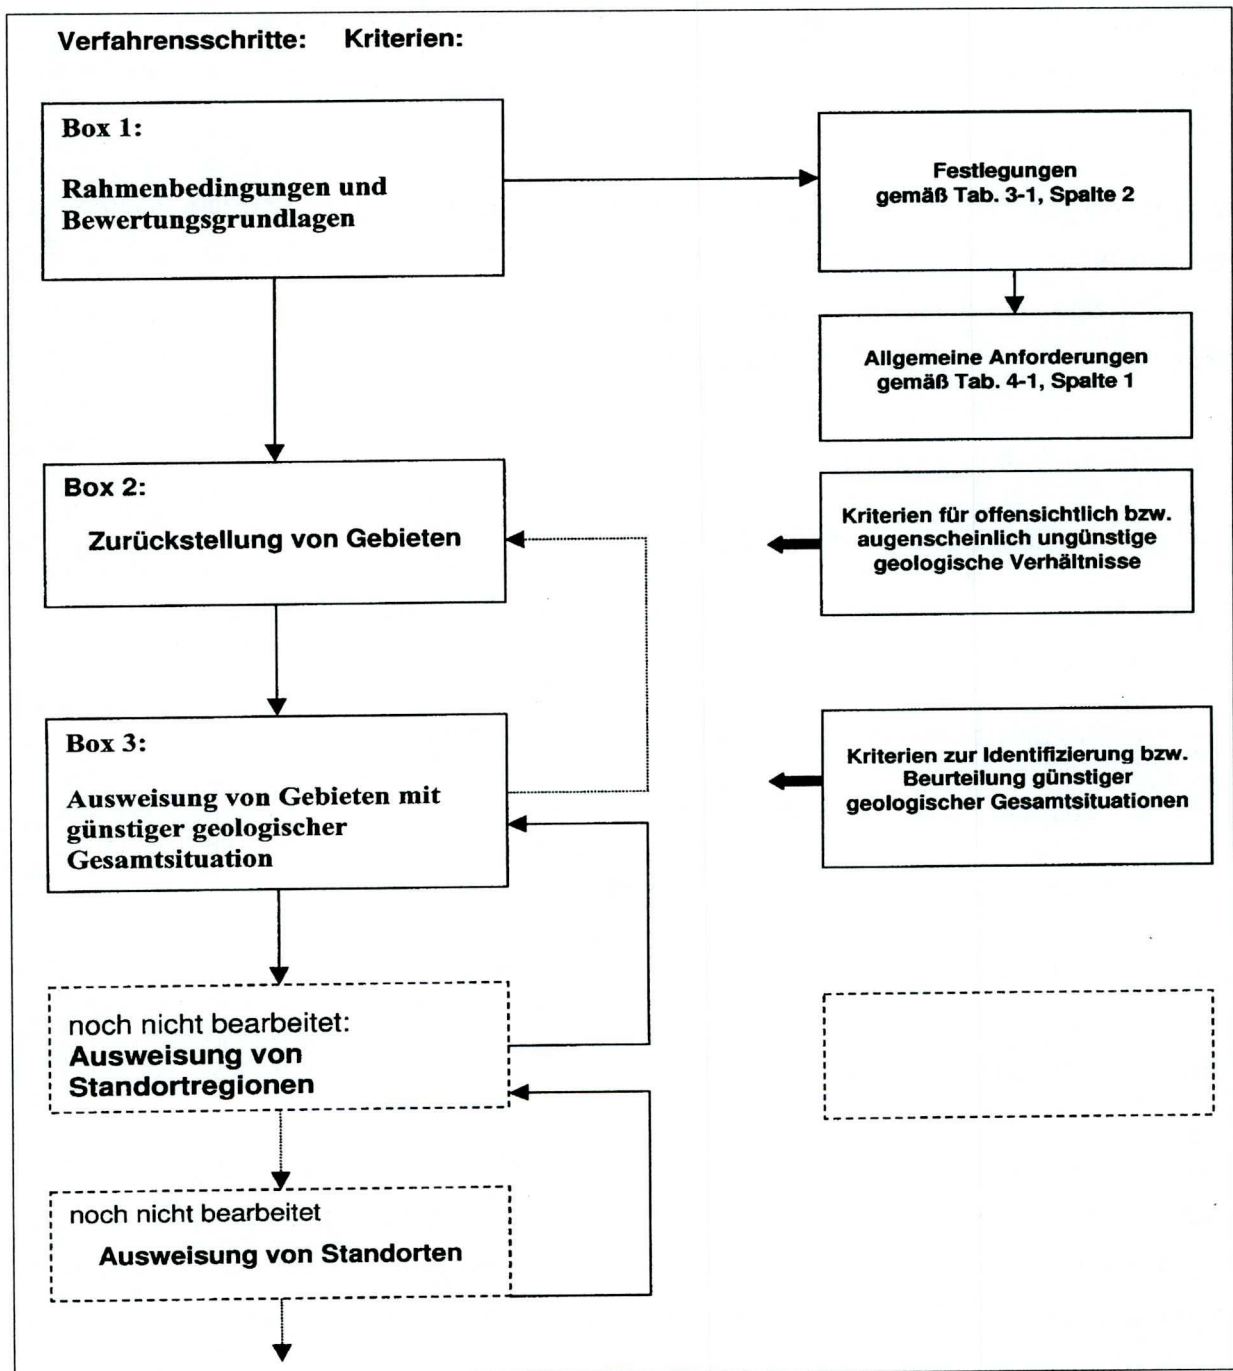 Verfahrensschritte: Kriterien:
Box 1:
Rahmenbedingungen und
Bewertungsgrundlagen
Festlegungen
gemäß Tab. 3-1, Spalte 2
Allgemeine Anforderungen
gemäß Tab. 4-1, Spalte 1
Box 2:
Zurückstellung von Gebieten
Kriterien für offensichtlich bzw.
augenscheinlich ungünstige
geologische Verhältnisse
Box 3:
Ausweisung von Gebieten mit
günstiger geologischer
Gesamtsituation
Kriterien zur Identifizierung bzw.
Beurteilung günstiger
geologischer Gesamtsituationen
noch nicht bearbeitet:
Ausweisung von
Standortregionen
noch nicht bearbeitet
Ausweisung von Standorten